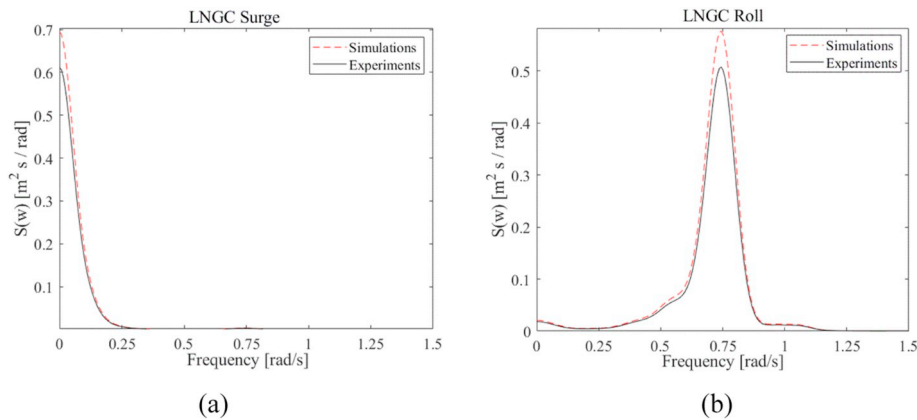 LNGC Surge
0.7
0.6
0.5
0.4
0.3
0.2
0.1
S(w) [m² s / rad]
Simulations
Experiments
0 0.25 0.5 0.75 1 1.25 1.5
Frequency [rad/s]
(a)
LNGC Roll
0.5
0.4
0.3
0.2
0.1
0
S(w) [m² s / rad]
Simulations
Experiments
0 0.25 0.5 0.75 1 1.25 1.5
Frequency [rad/s]
(b)